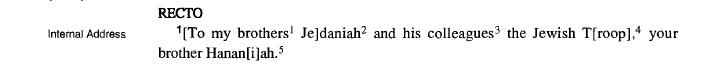 RECTO
Internal Address
¹[To my brothers¹ Je]daniah² and his colleagues³ the Jewish T[roop],⁴ your
brother Hanan[i]ah.⁵